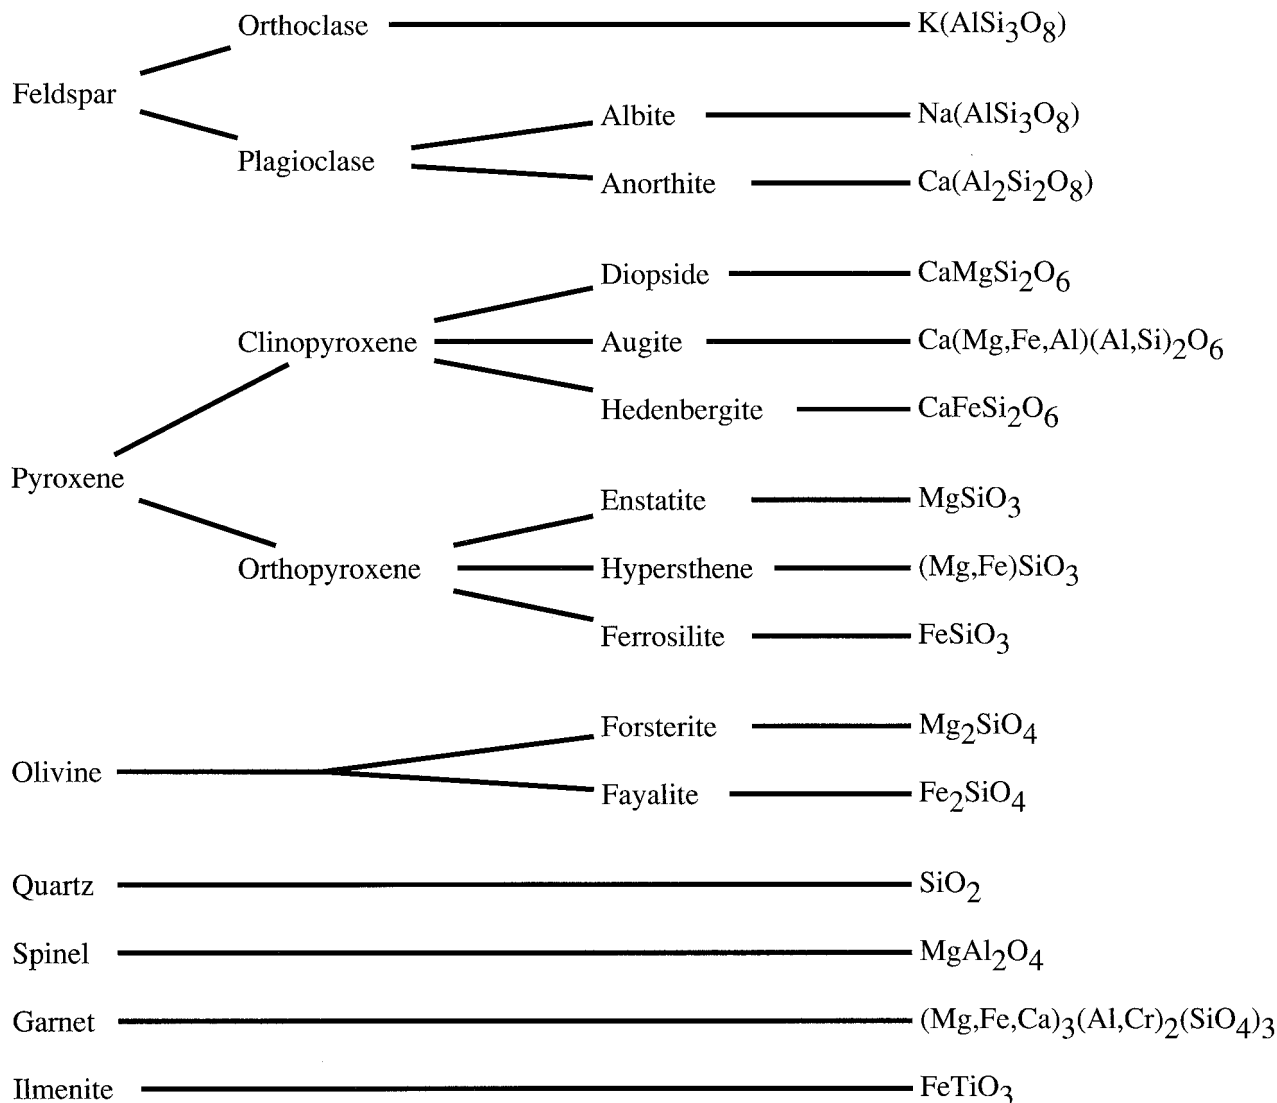 Orthoclase K(AlSi3O8)
Feldspar
Albite Na(AlSi3O8)
Plagioclase
Anorthite Ca(Al2Si2O8)
Diopside CaMgSi2O6
Clinopyroxene Augite Ca(Mg,Fe,Al)(Al,Si)2O6
Hedenbergite CaFeSi2O6
Pyroxene
Enstatite MgSiO3
Orthopyroxene Hypersthene (Mg,Fe)SiO3
Ferrosilite FeSiO3
Forsterite Mg2SiO4
Olivine
Fayalite Fe2SiO4
Quartz SiO2
Spinel MgAl2O4
Garnet (Mg,Fe,Ca)3(Al,Cr)2(SiO4)3
Ilmenite FeTiO3